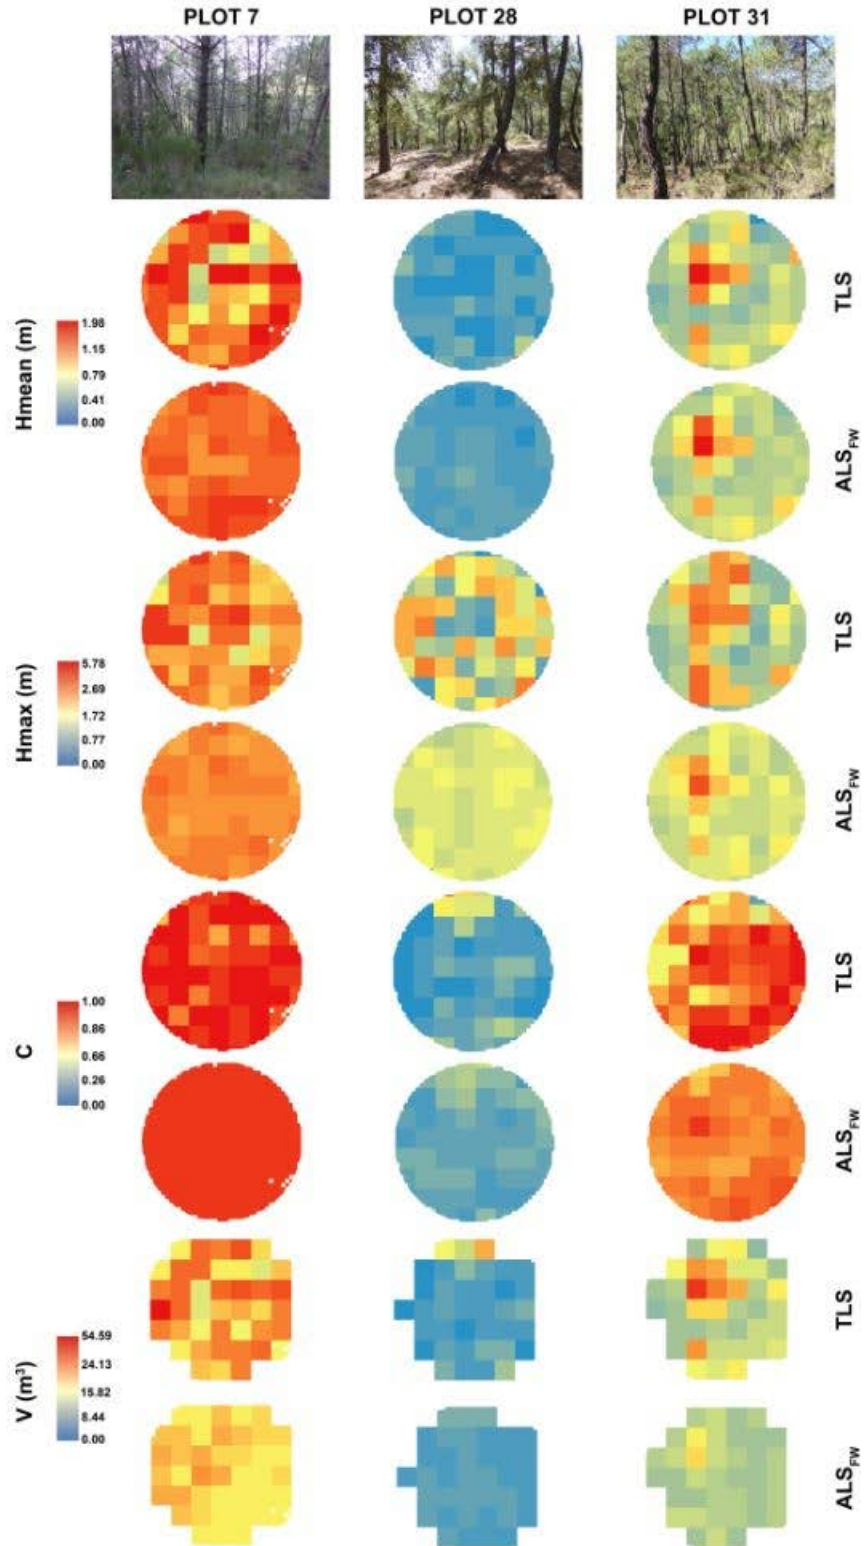 PLOT 7
PLOT 28
PLOT 31
TLS
Hmean (m)
1.98
1.15
0.79
0.41
0.00
ALSFW
TLS
Hmax (m)
5.78
2.69
1.72
0.77
0.00
ALSFW
TLS
C
1.00
0.86
0.66
0.26
0.00
ALSFW
TLS
V (m³)
54.59
24.13
15.82
8.44
0.00
ALSFW